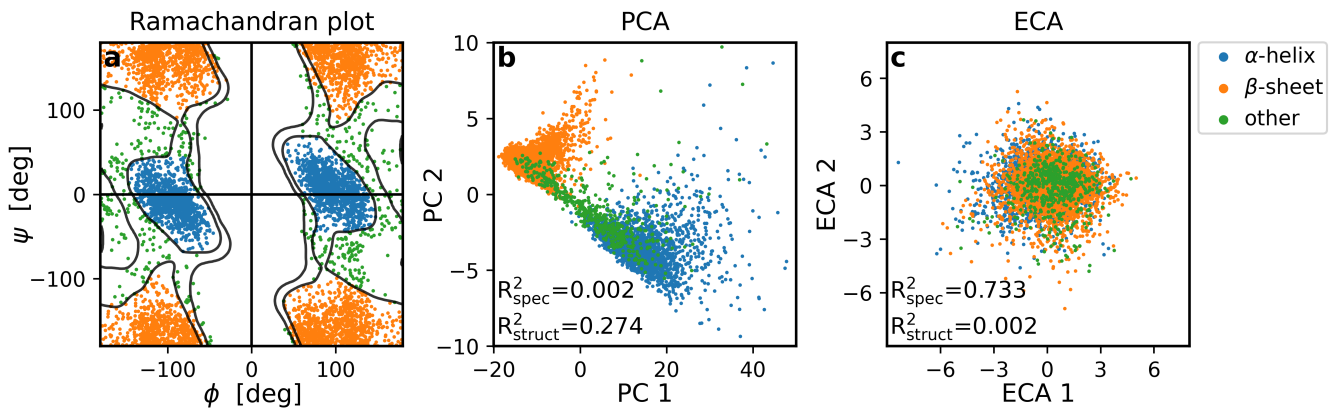 Ramachandran plot
a
100
0
−100
ψ [deg]
−100
0
100
ϕ [deg]
PCA
b
10
5
0
−5
−10
PC 2
R²spec=0.002
R²struct=0.274
−20
0
20
40
PC 1
ECA
c
6
3
0
−3
−6
ECA 2
R²spec=0.733
R²struct=0.002
−6
−3
0
3
6
ECA 1
α-helix
β-sheet
other